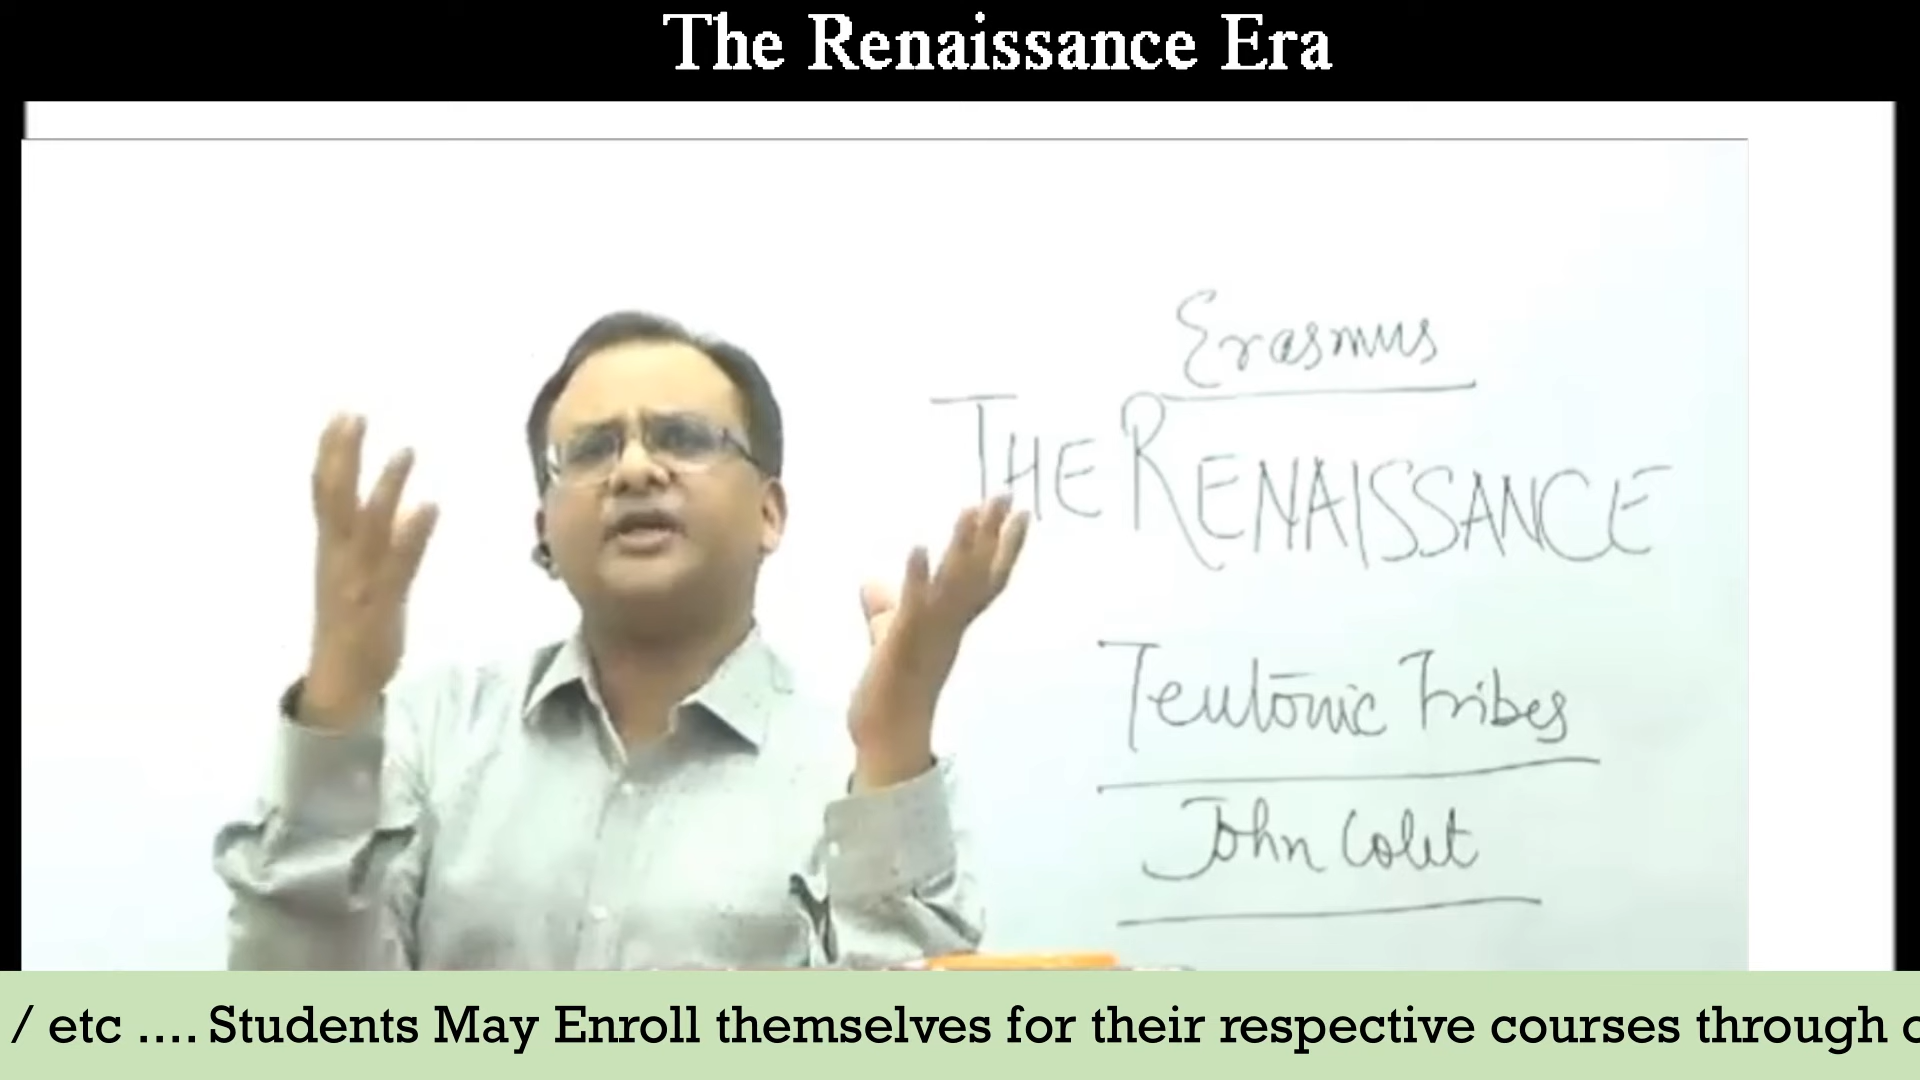 The Renaissance Era
Erasmus
THE RENAISSANCE
Teutonic Tribes
John Colet
/ etc .... Students May Enroll themselves for their respective courses through